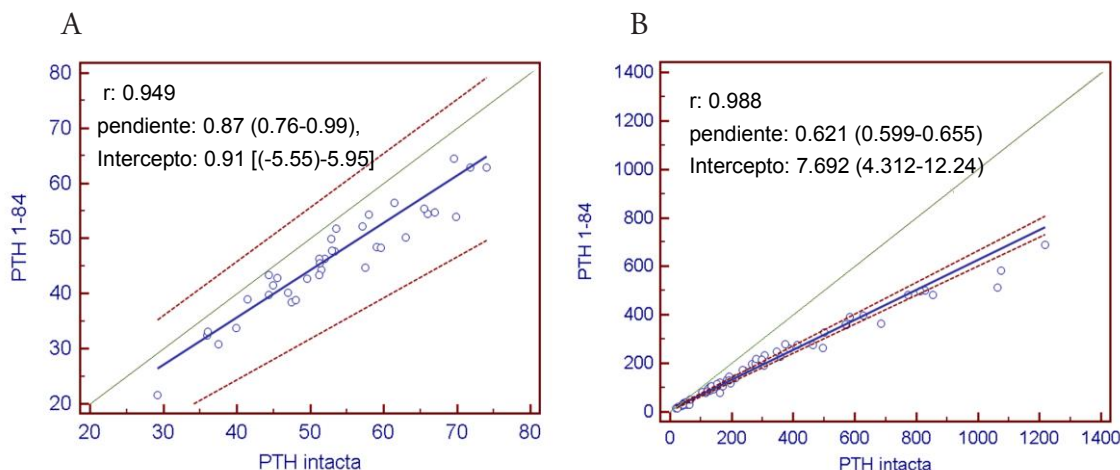 A
80
70
60
50
40
30
20
r: 0.949
pendiente: 0.87 (0.76-0.99),
Intercepto: 0.91 [(-5.55)-5.95]
PTH 1-84
20 30 40 50 60 70 80
PTH intacta
B
1400
1200
1000
800
600
400
200
0
r: 0.988
pendiente: 0.621 (0.599-0.655)
Intercepto: 7.692 (4.312-12.24)
PTH 1-84
0 200 400 600 800 1000 1200 1400
PTH intacta